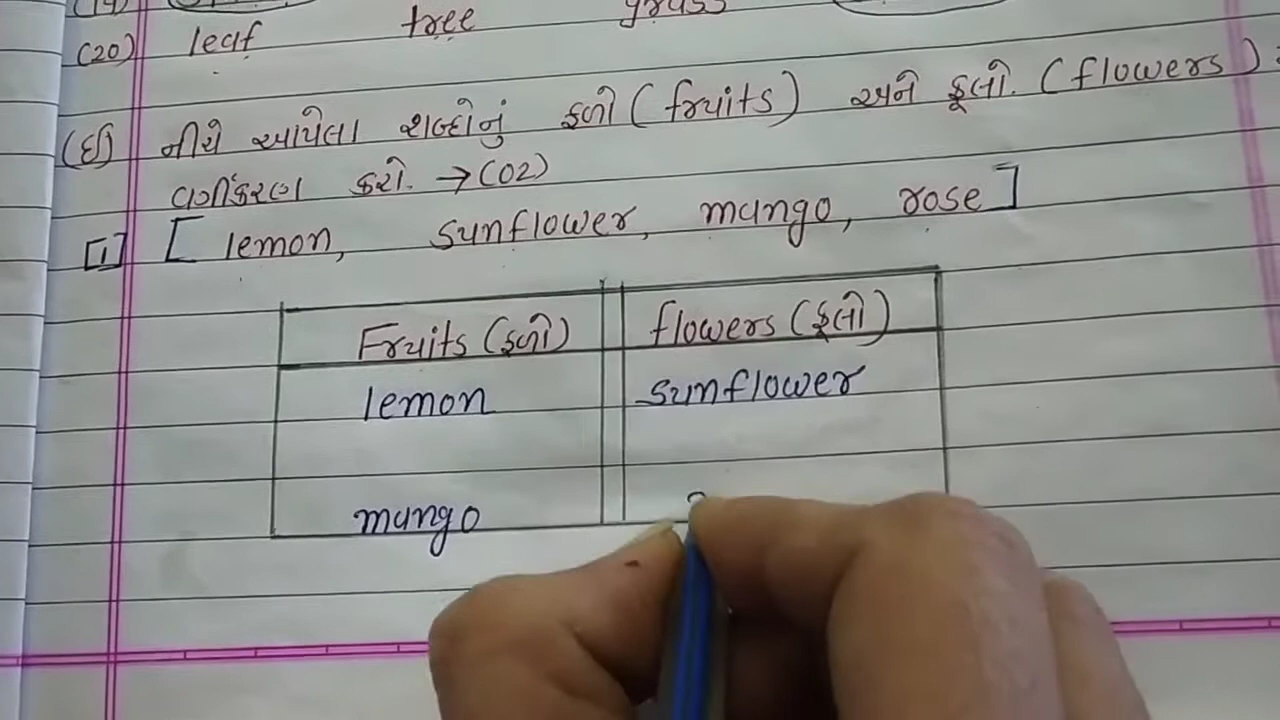 (20) leaf tree grass
(ઈ) નીચે આપેલા શબ્દોનું ફળો (fruits) અને ફૂલો. (flowers):
વર્ગીકરણ કરો. → (02)
[1] [ lemon, sunflower, mango, rose ]
Fruits (ફળો) flowers (ફૂલો)
lemon sunflower
mango